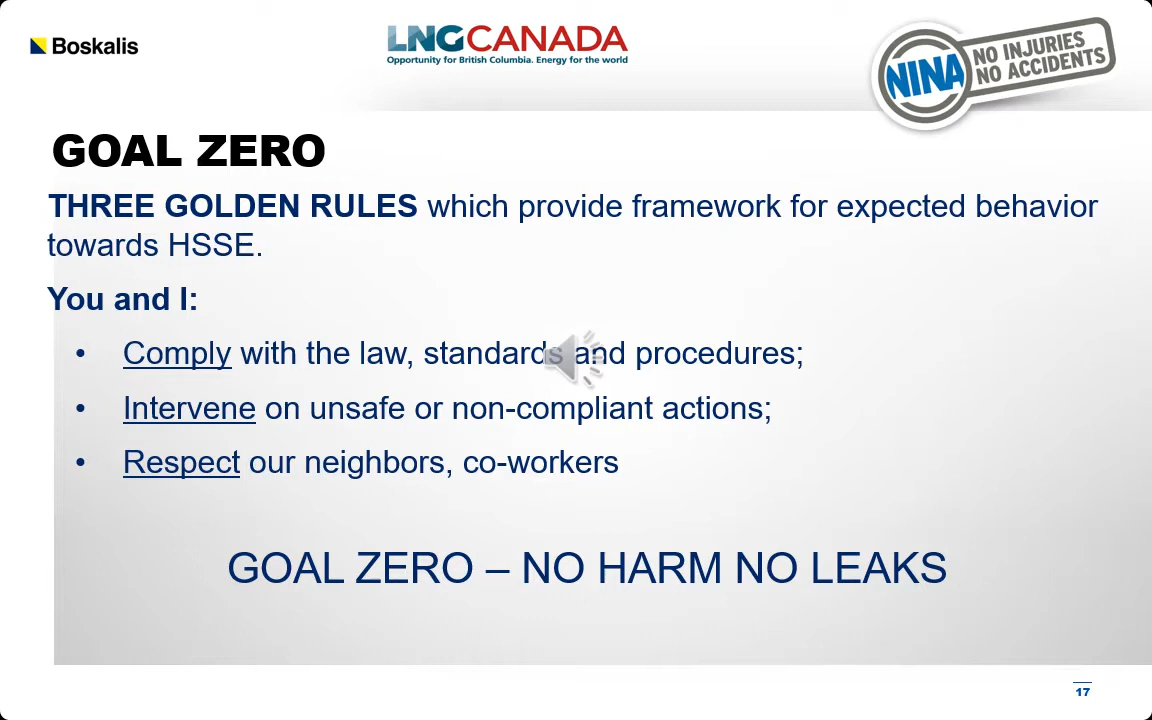 Boskalis
LNGCANADA
Opportunity for British Columbia. Energy for the world
NINA NO INJURIES
NO ACCIDENTS
GOAL ZERO
THREE GOLDEN RULES which provide framework for expected behavior
towards HSSE.
You and I:
• Comply with the law, standards and procedures;
• Intervene on unsafe or non-compliant actions;
• Respect our neighbors, co-workers
GOAL ZERO – NO HARM NO LEAKS
17